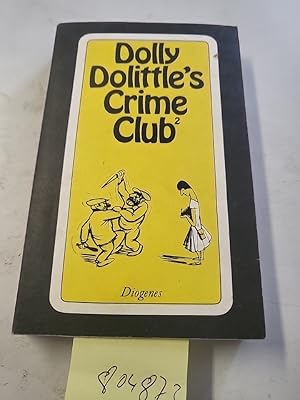 Dolly
Dolittle's
Crime
Club²
Diogenes
804873